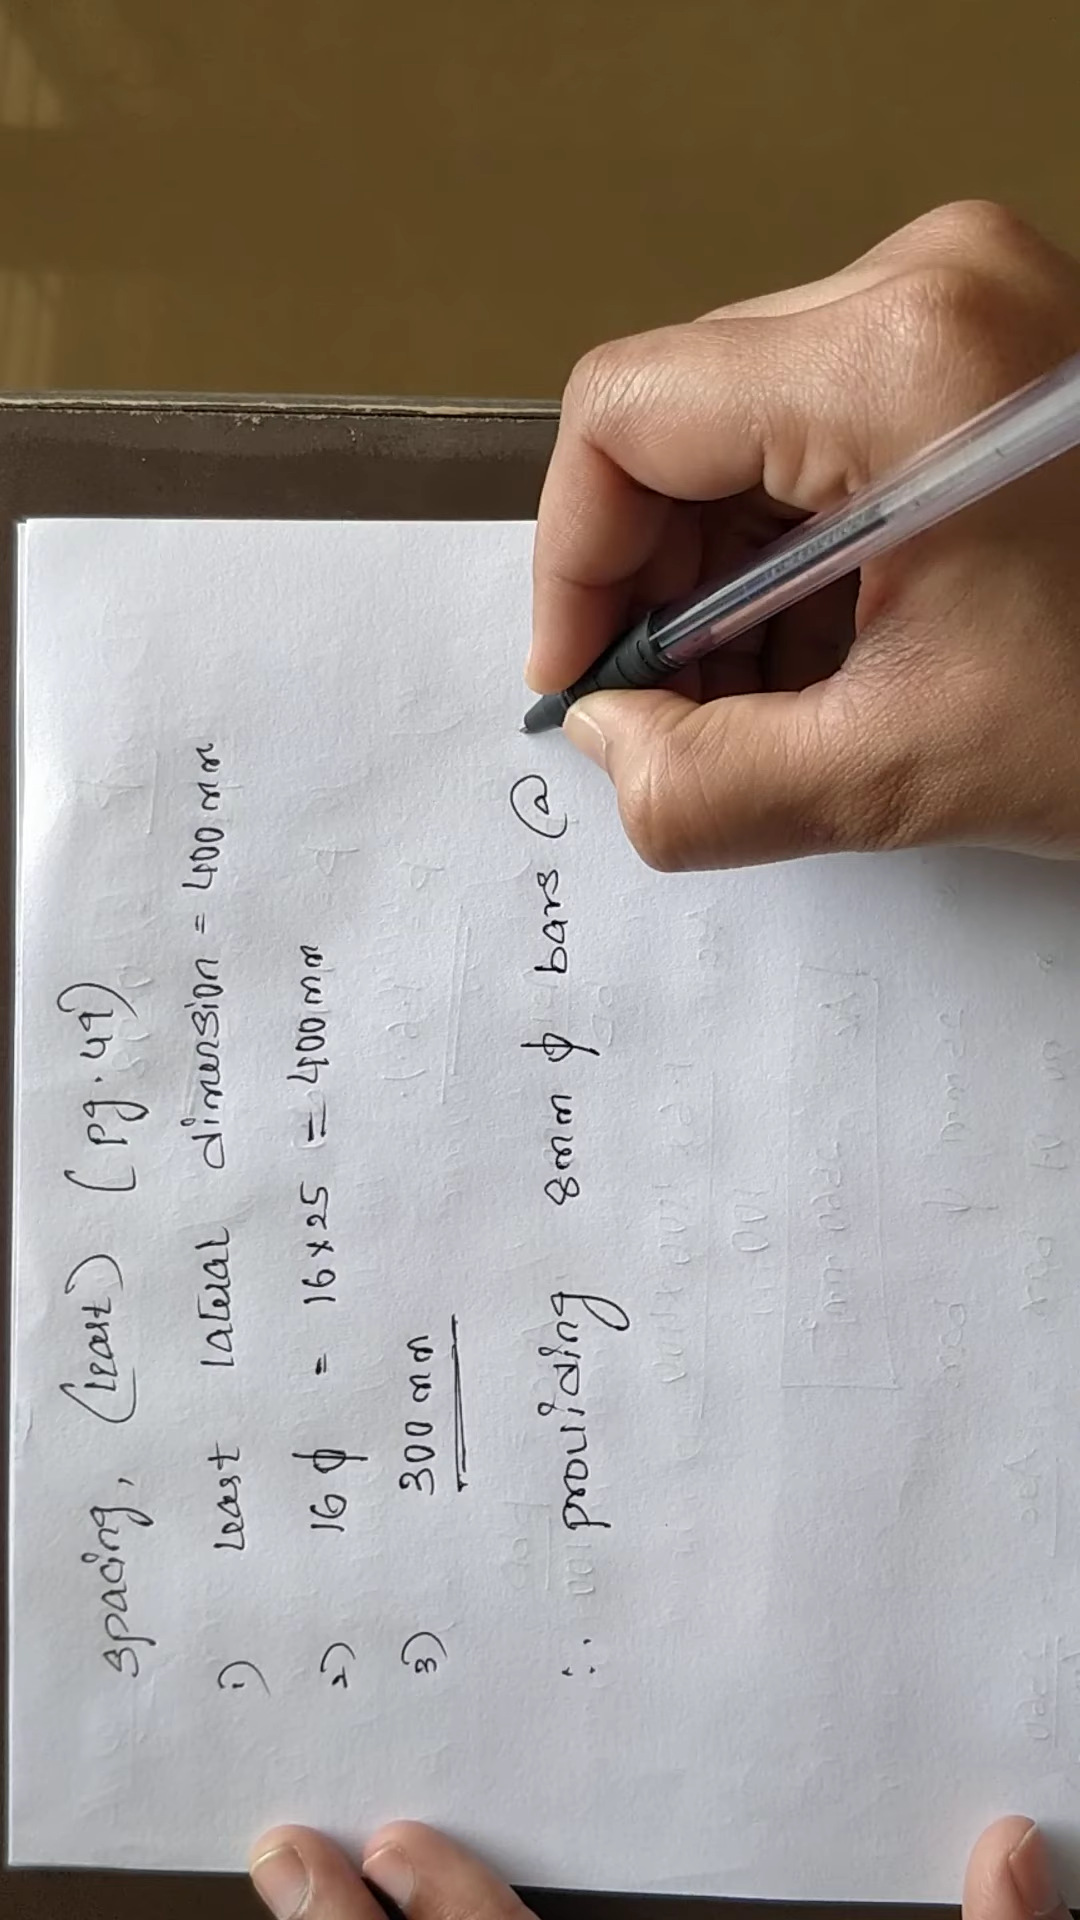 spacing, (least) (pg.49)
1) least lateral dimension = 400 mm
2) 16 ϕ = 16 x 25 = 400 mm
3) 300 mm
∴ providing 8mm ϕ bars @